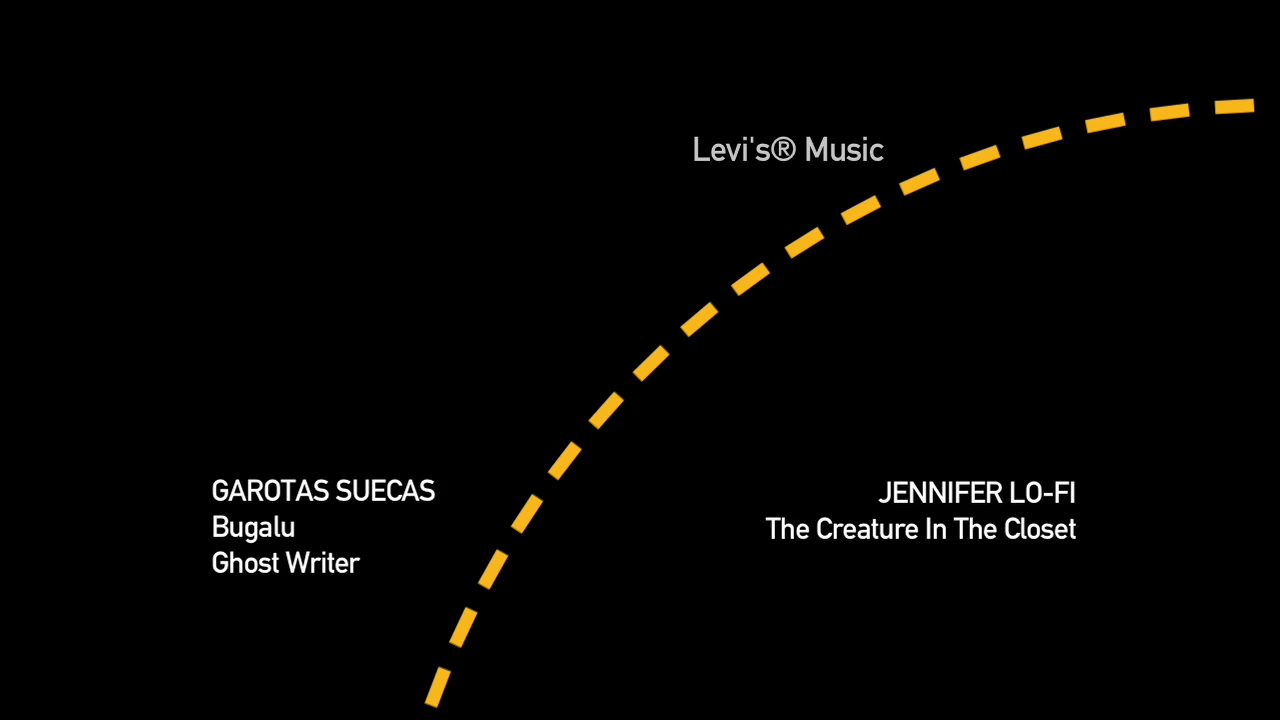 Levi's® Music
GAROTAS SUECAS
Bugalu
Ghost Writer
JENNIFER LO-FI
The Creature In The Closet